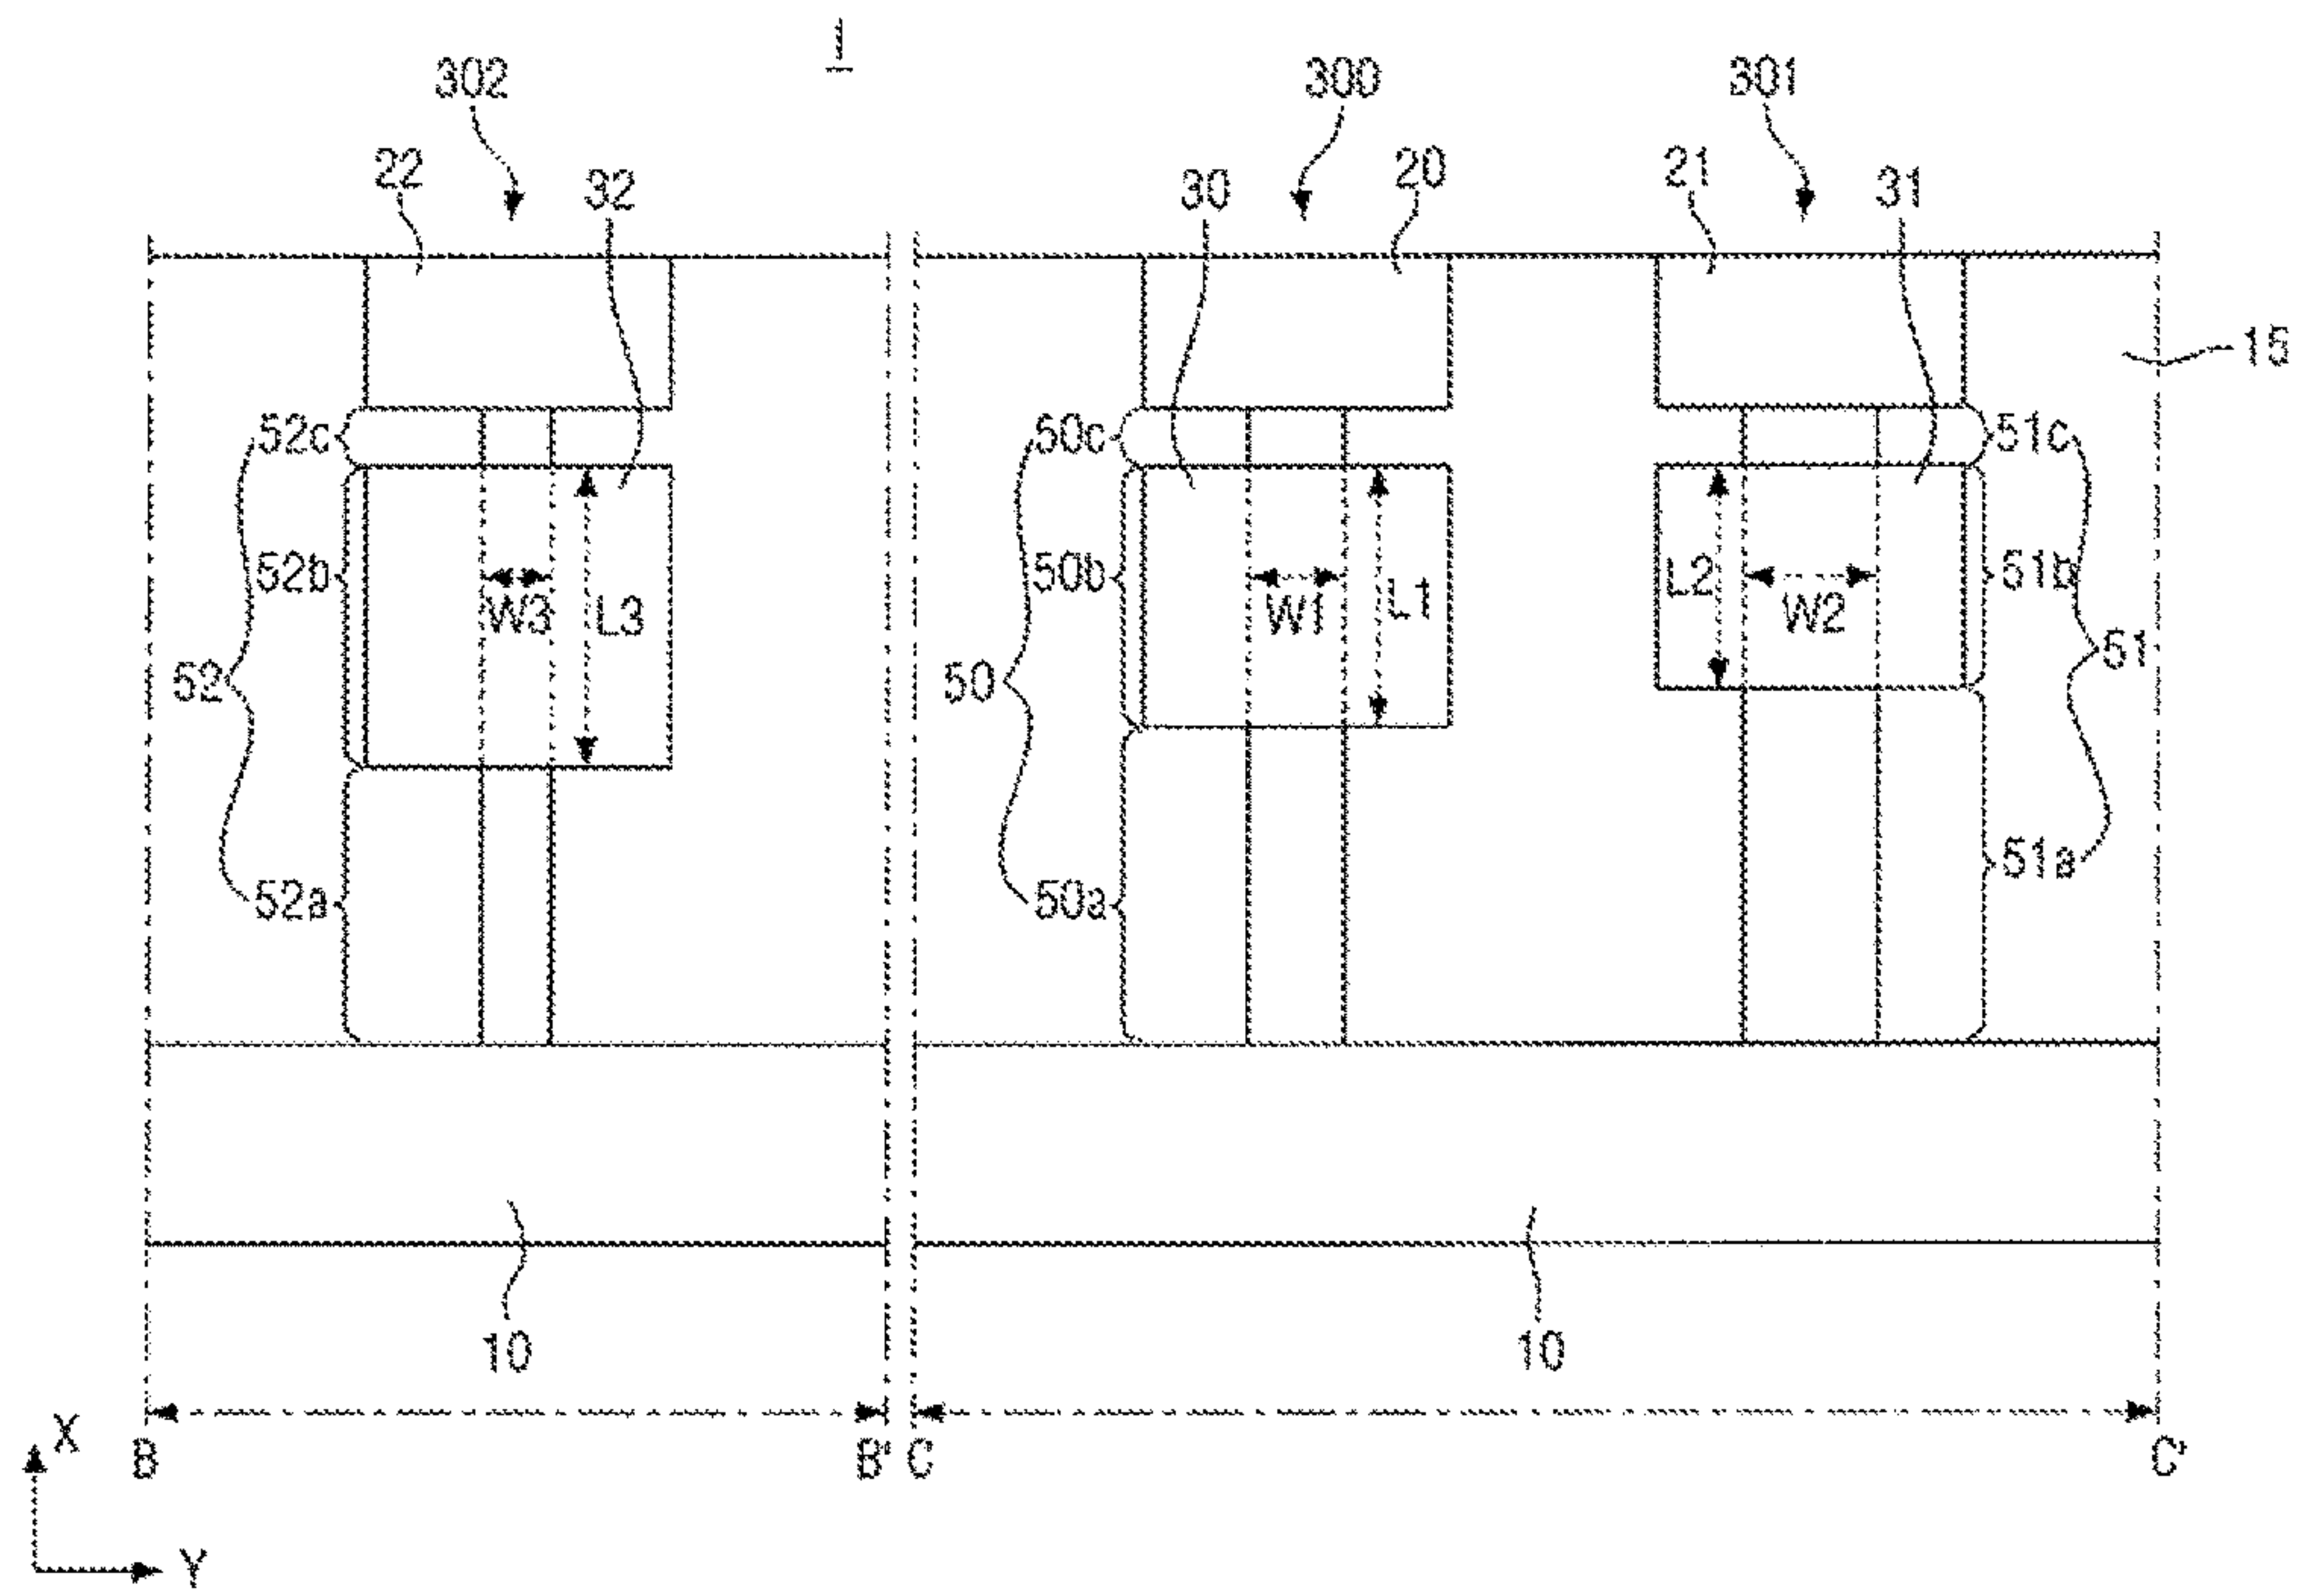 1
302 300 301
22 32 30 20 21 31
15
52c 50c 51c
52b 50b 51b
W3 L3 W1 L1 L2 W2
52 50 51
52a 50a 51a
10 10
X
B B' C C'
Y